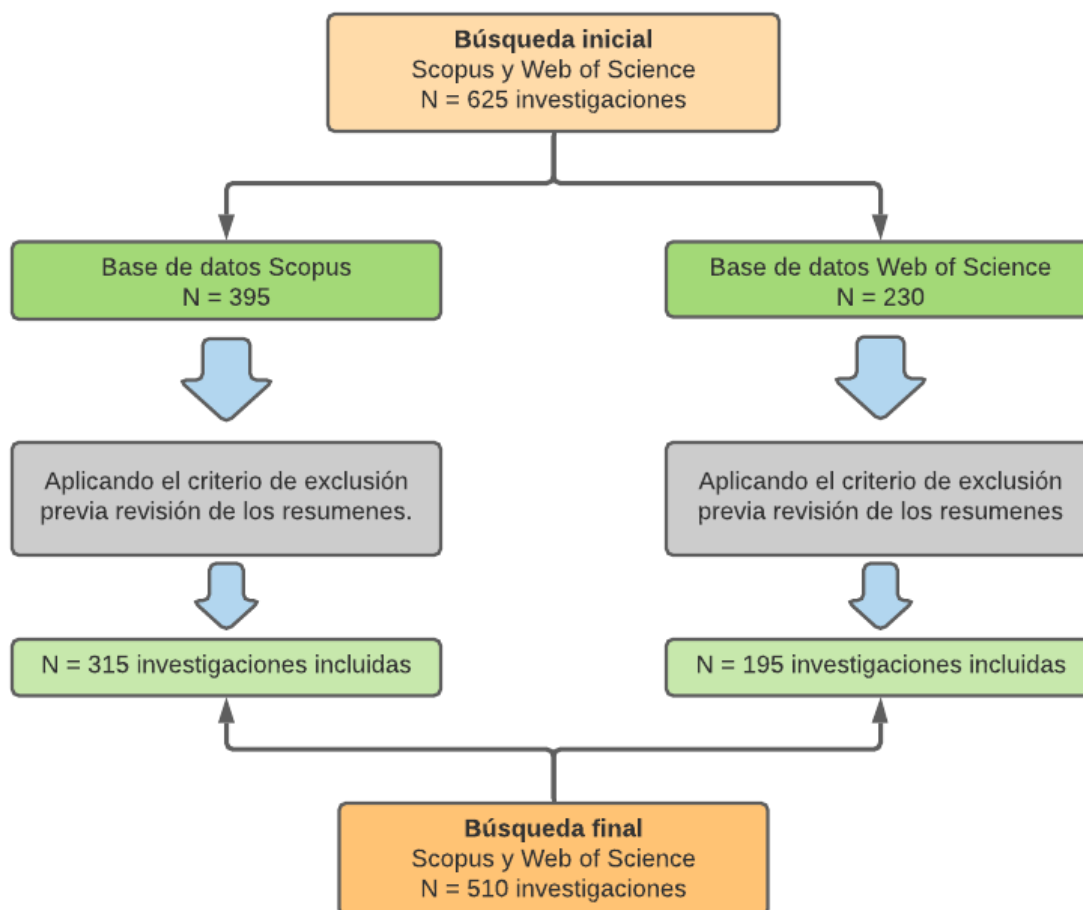 Búsqueda inicial
Scopus y Web of Science
N = 625 investigaciones
Base de datos Scopus
N = 395
Base de datos Web of Science
N = 230
Aplicando el criterio de exclusión
previa revisión de los resumenes.
Aplicando el criterio de exclusión
previa revisión de los resumenes
N = 315 investigaciones incluidas
N = 195 investigaciones incluidas
Búsqueda final
Scopus y Web of Science
N = 510 investigaciones